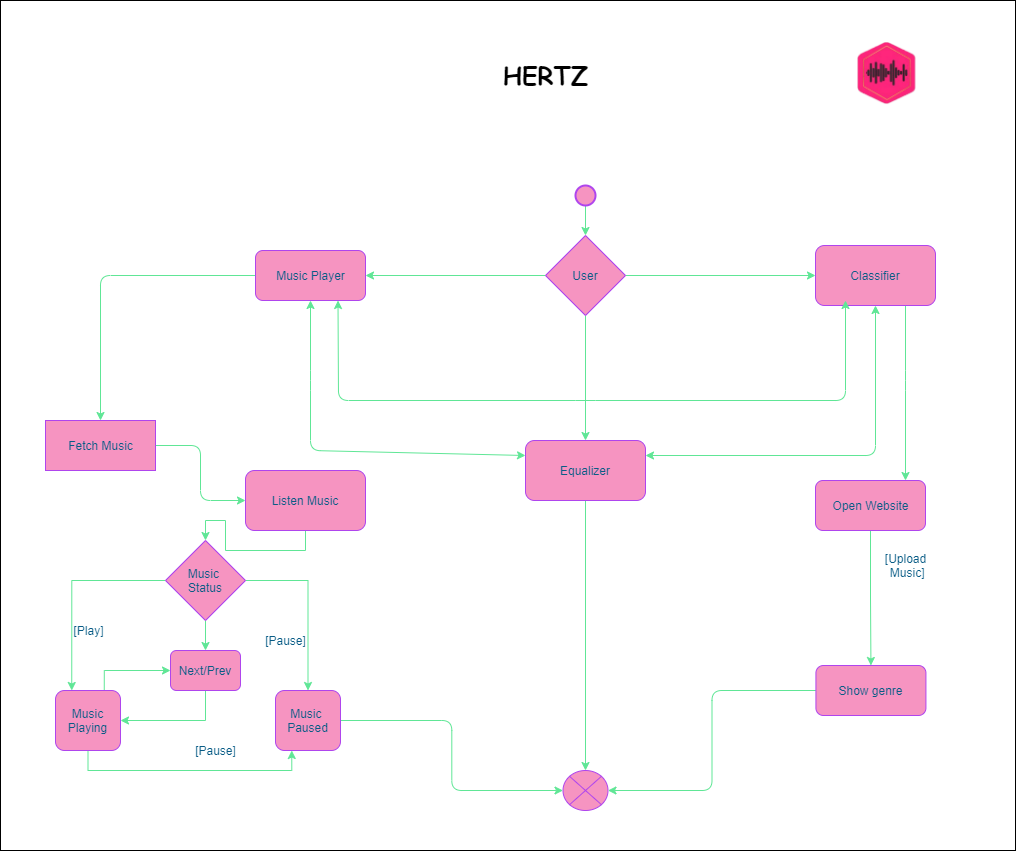 HERTZ
Music Player
User
Classifier
Fetch Music
Equalizer
Listen Music
Open Website
[Upload
Music]
Music
Status
[Play]
[Pause]
Next/Prev
Show genre
Music
Playing
Music
Paused
[Pause]